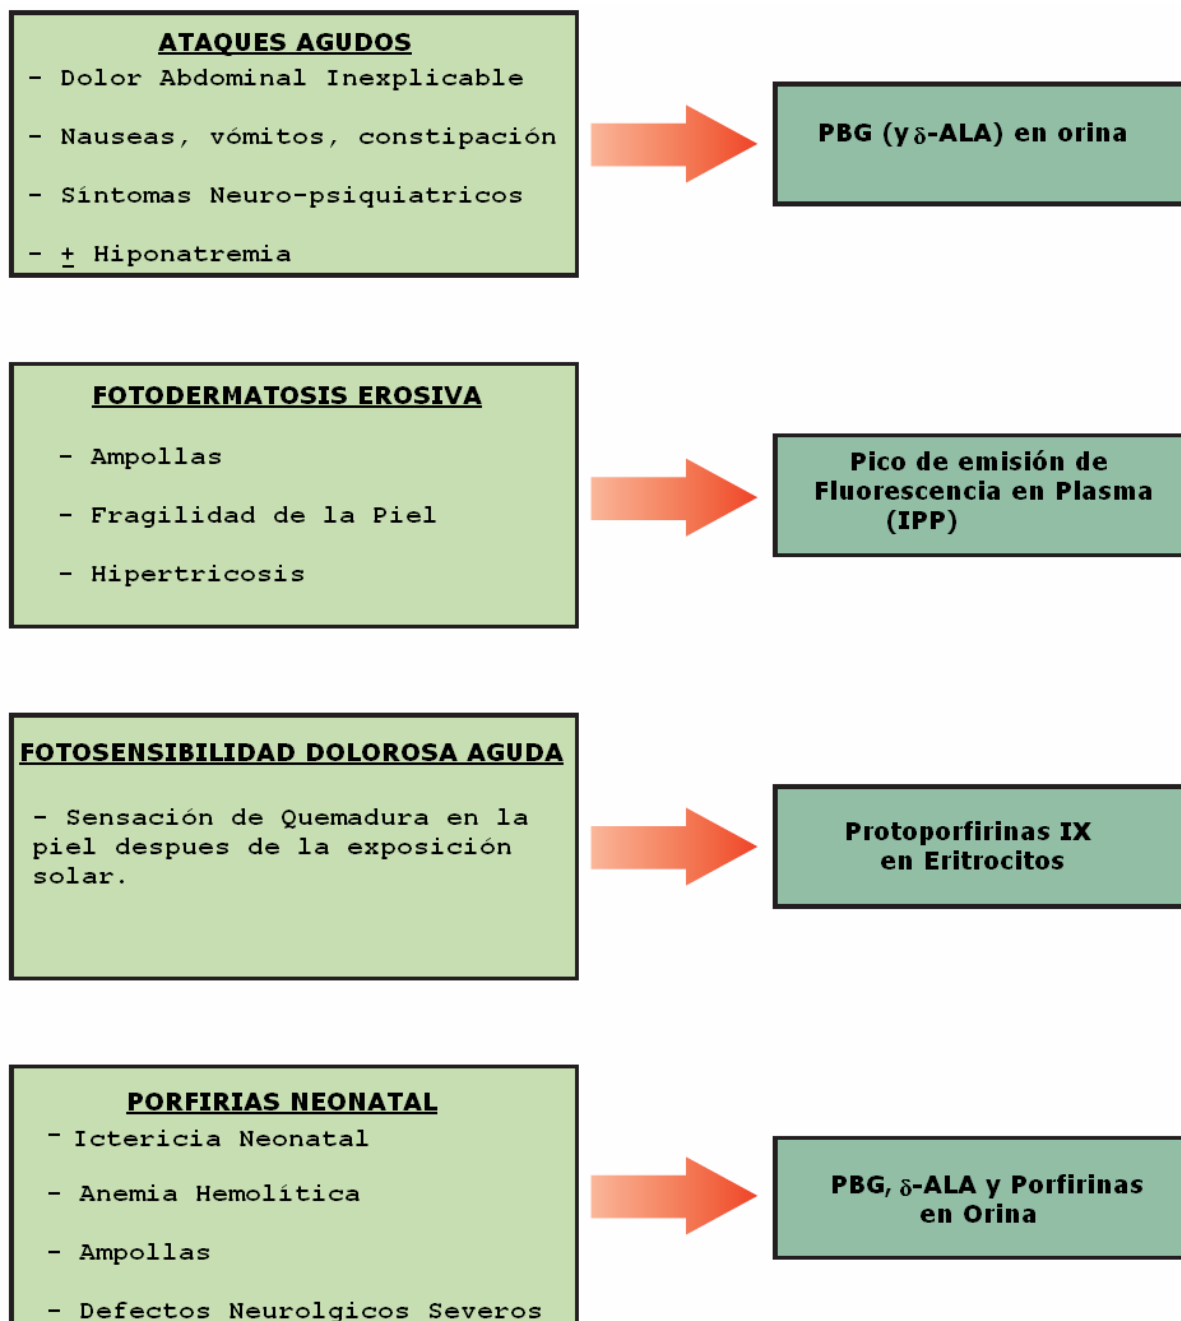 ATAQUES AGUDOS
- Dolor Abdominal Inexplicable
- Nauseas, vómitos, constipación
- Síntomas Neuro-psiquiatricos
- ± Hiponatremia
PBG (y δ-ALA) en orina
FOTODERMATOSIS EROSIVA
- Ampollas
- Fragilidad de la Piel
- Hipertricosis
Pico de emisión de
Fluorescencia en Plasma
(IPP)
FOTOSENSIBILIDAD DOLOROSA AGUDA
- Sensación de Quemadura en la
piel despues de la exposición
solar.
Protoporfirinas IX
en Eritrocitos
PORFIRIAS NEONATAL
- Ictericia Neonatal
- Anemia Hemolítica
- Ampollas
- Defectos Neurolgicos Severos
PBG, δ-ALA y Porfirinas
en Orina